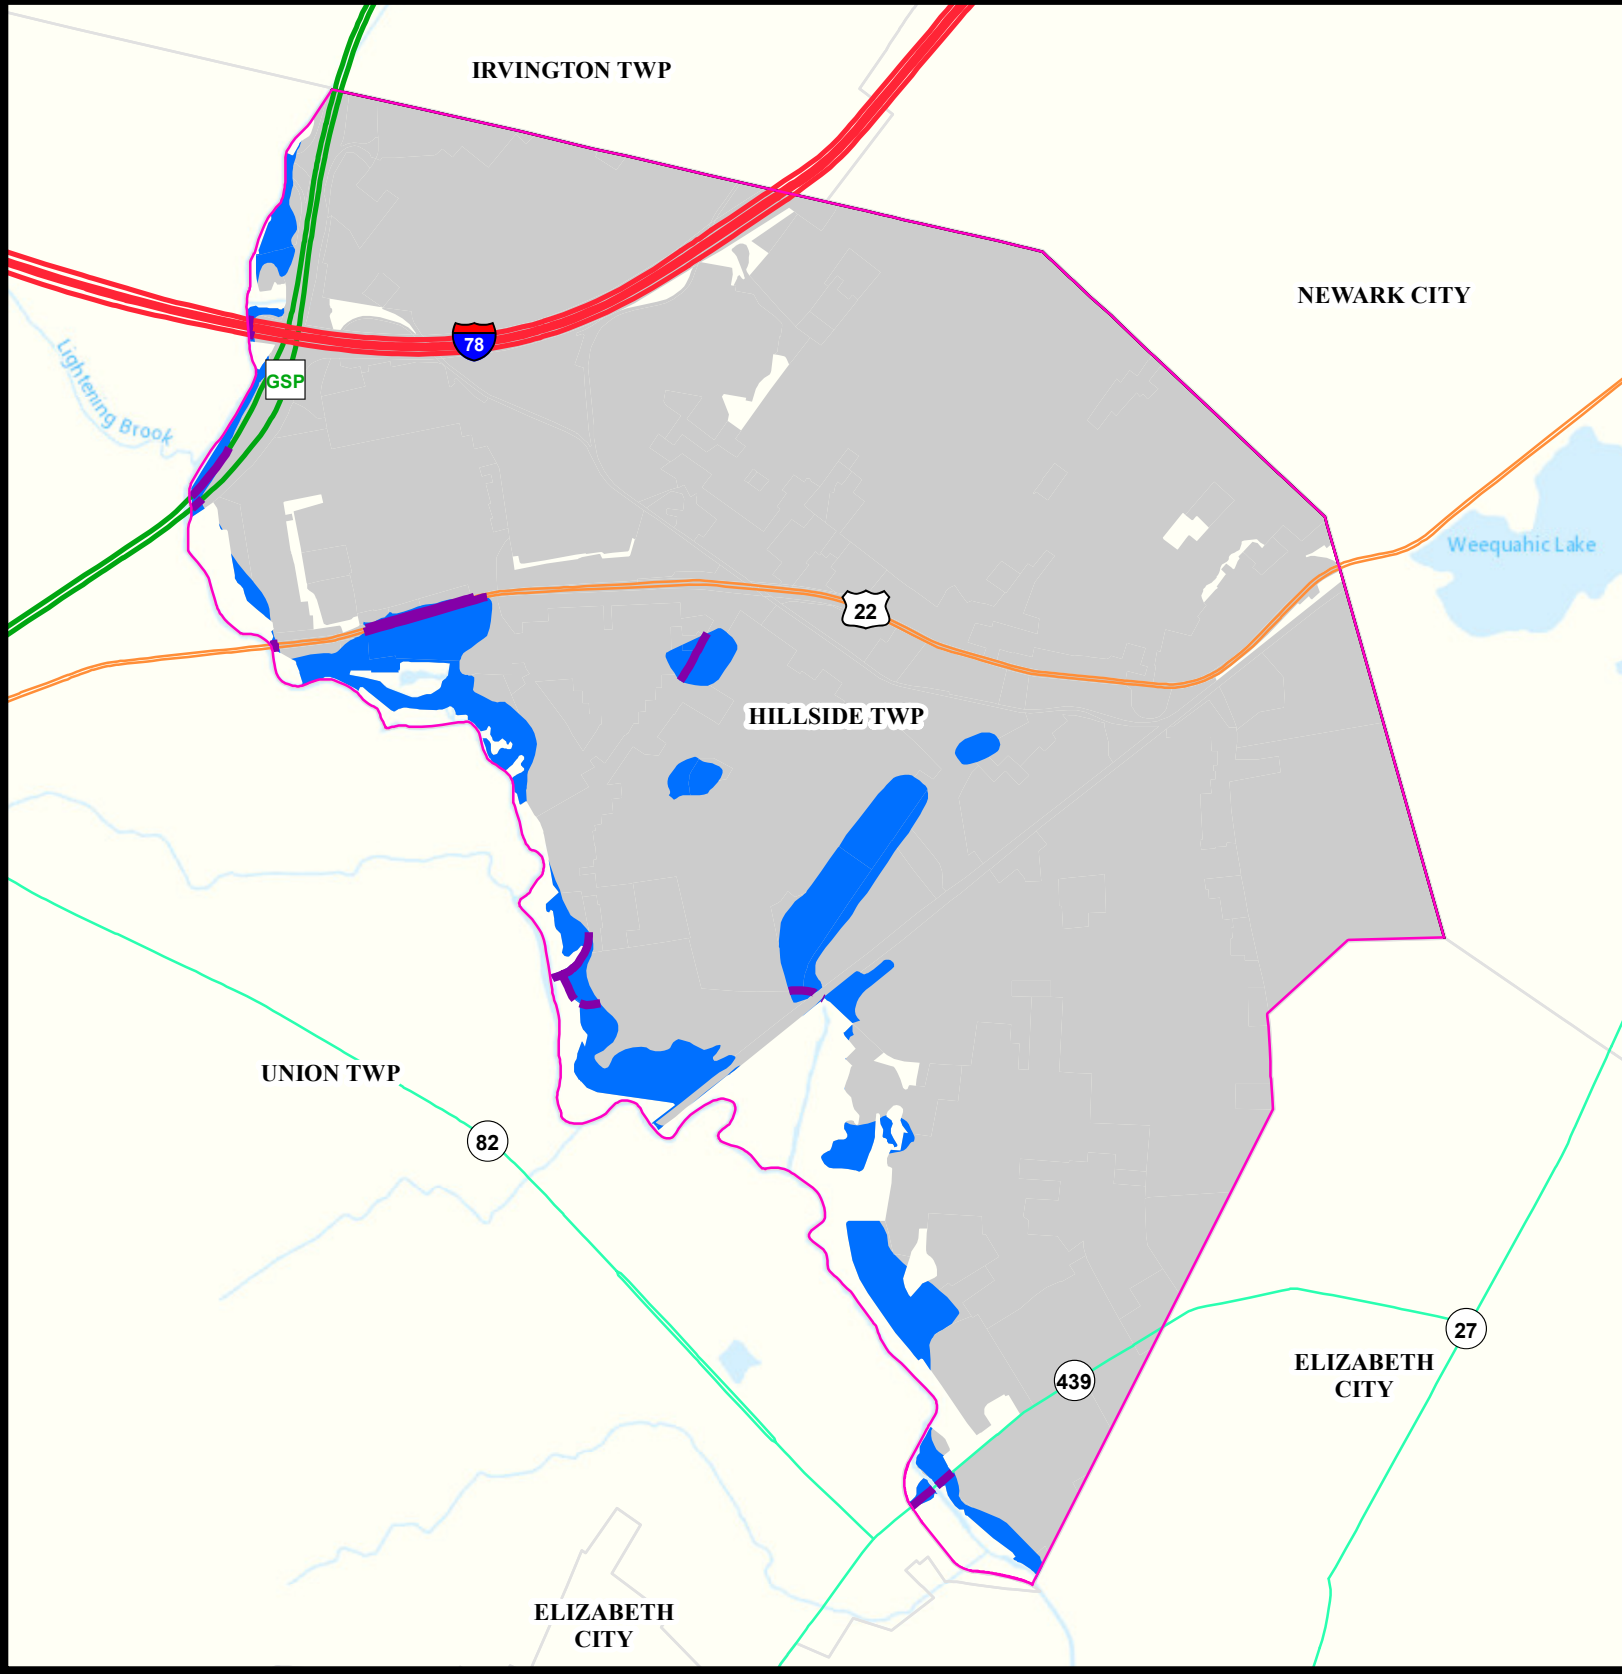 IRVINGTON TWP
NEWARK CITY
78
GSP
Lightening Brook
Weequahic Lake
22
HILLSIDE TWP
UNION TWP
82
27
ELIZABETH
CITY
439
ELIZABETH
CITY